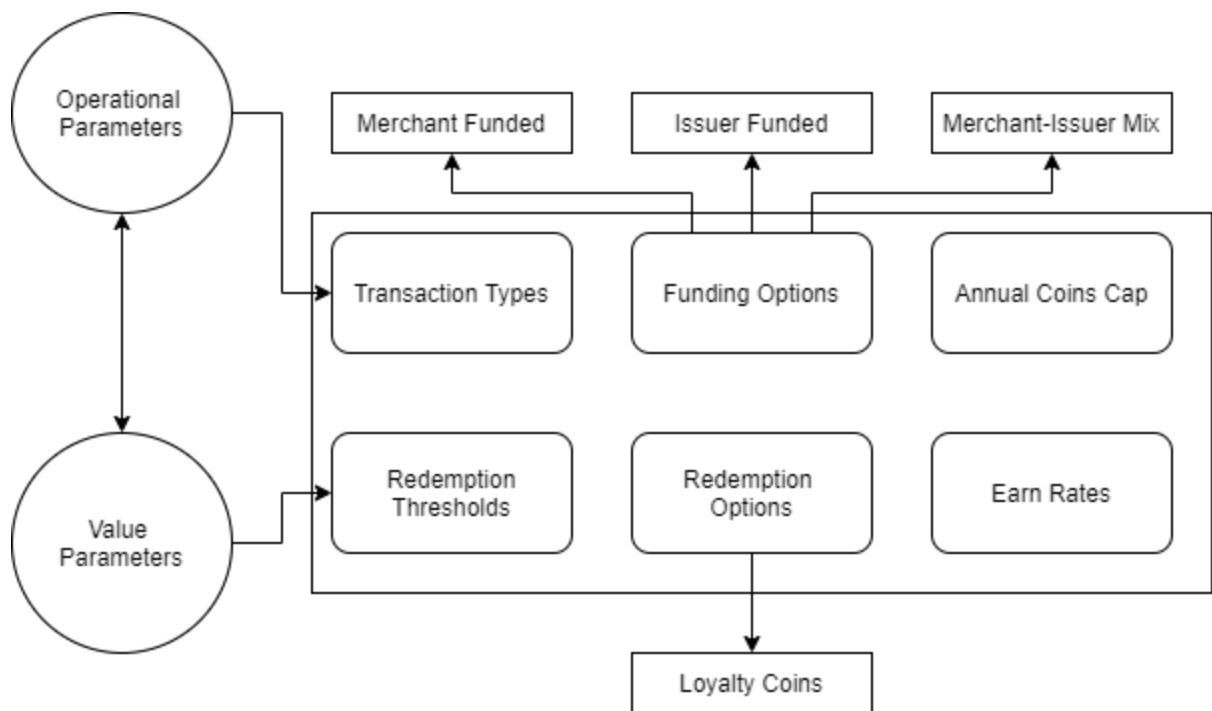 Operational
Parameters
Merchant Funded
Issuer Funded
Merchant-Issuer Mix
Transaction Types
Funding Options
Annual Coins Cap
Value
Parameters
Redemption
Thresholds
Redemption
Options
Earn Rates
Loyalty Coins